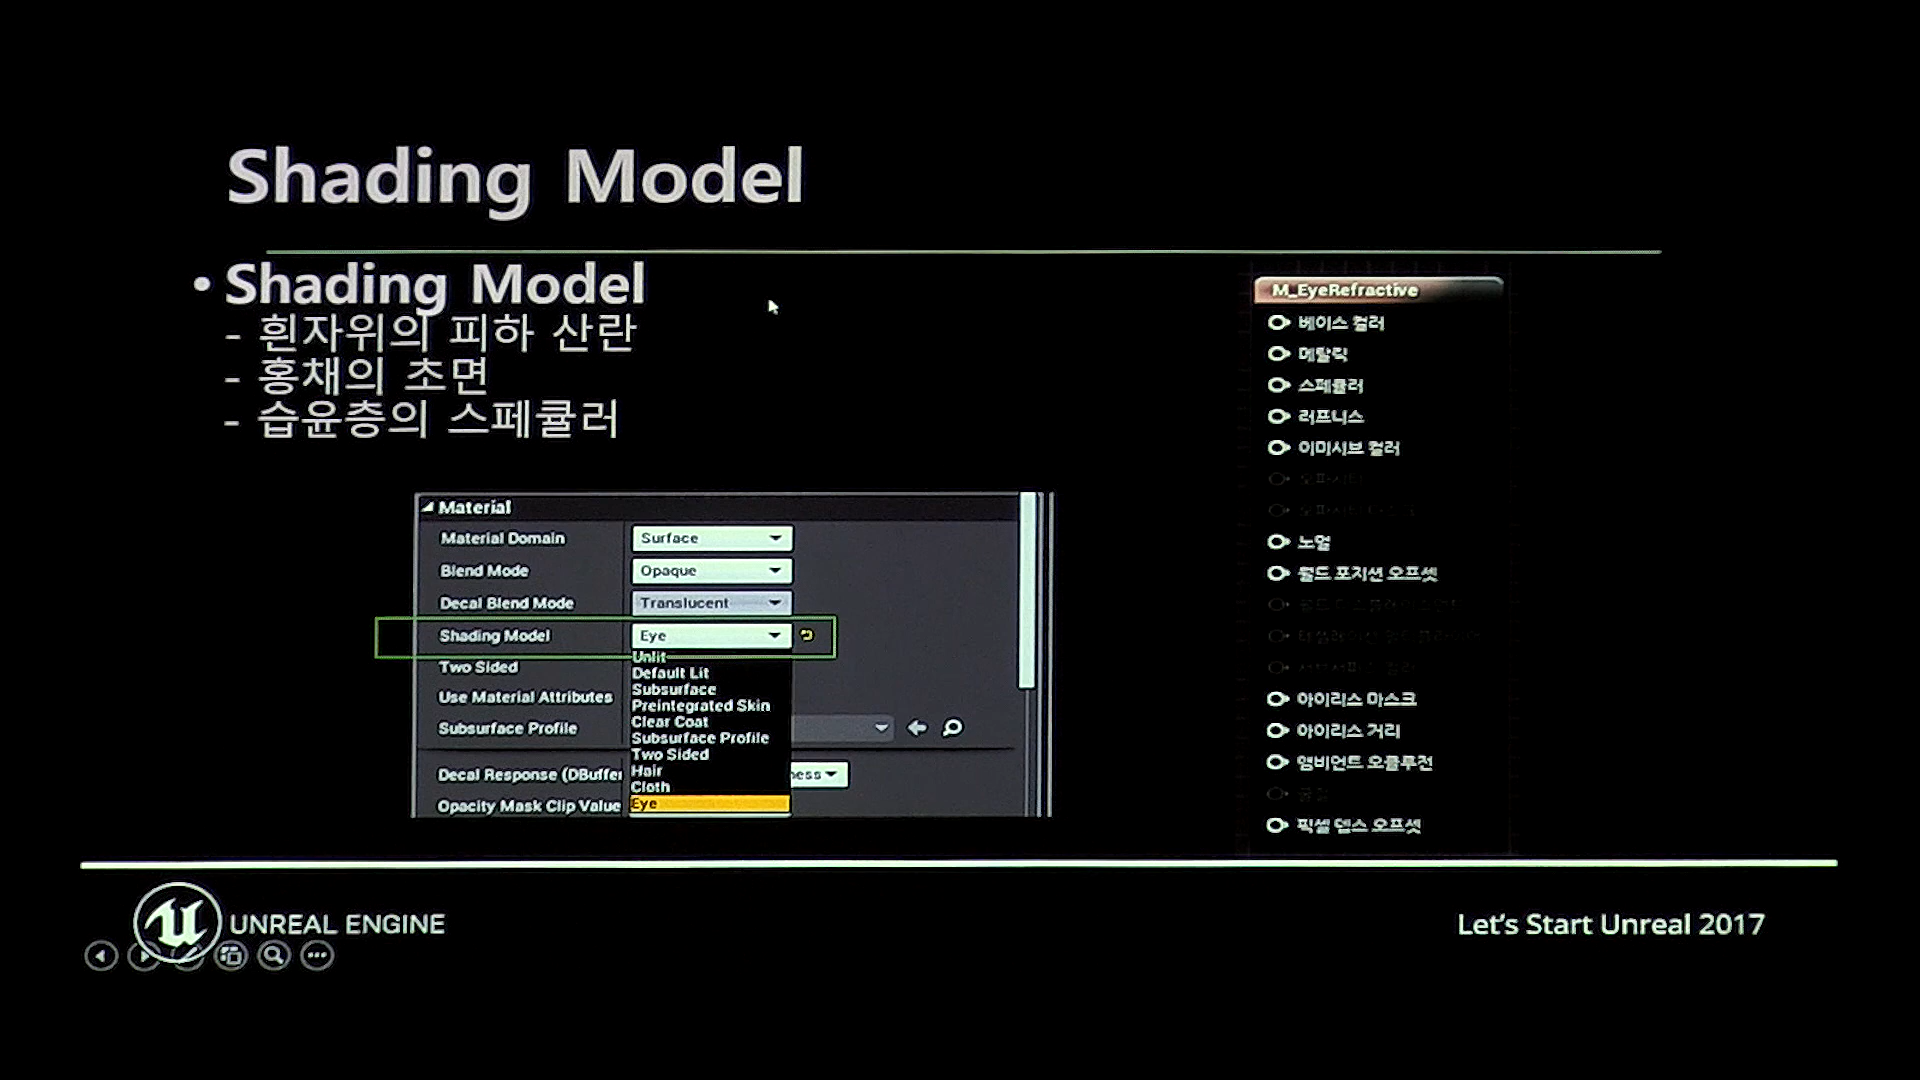 Shading Model
• Shading Model
- 흰자위의 피하 산란
- 홍채의 초면
- 습윤층의 스페큘러
Material
Material Domain Surface
Blend Mode Opaque
Decal Blend Mode Translucent
Shading Model Eye
Two Sided
Use Material Attributes
Subsurface Profile
Decal Response (DBuffer ness
Opacity Mask Clip Value
Unlit
Default Lit
Subsurface
Preintegrated Skin
Clear Coat
Subsurface Profile
Two Sided
Hair
Cloth
Eye
M_EyeRefractive
베이스 컬러
메탈릭
스페큘러
러프니스
이미시브 컬러
노멀
월드 포지션 오프셋
아이리스 마스크
아이리스 거리
앰비언트 오클루전
픽셀 뎁스 오프셋
UNREAL ENGINE
Let's Start Unreal 2017